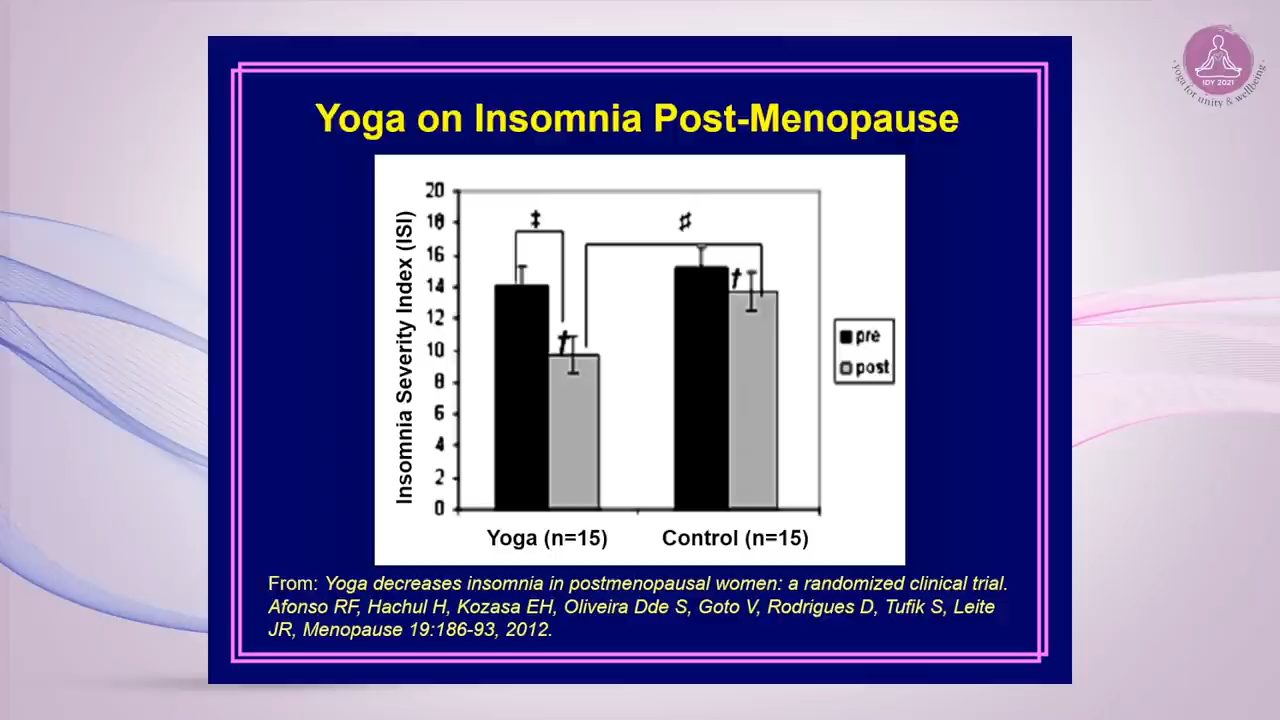 Yoga on Insomnia Post-Menopause
IDY 2021
yoga for unity & wellbeing
Insomnia Severity Index (ISI)
20
18
16
14
12
10
8
6
4
2
0
‡
♯
†
†
pre
post
Yoga (n=15)
Control (n=15)
From: Yoga decreases insomnia in postmenopausal women: a randomized clinical trial.
Afonso RF, Hachul H, Kozasa EH, Oliveira Dde S, Goto V, Rodrigues D, Tufik S, Leite
JR, Menopause 19:186-93, 2012.